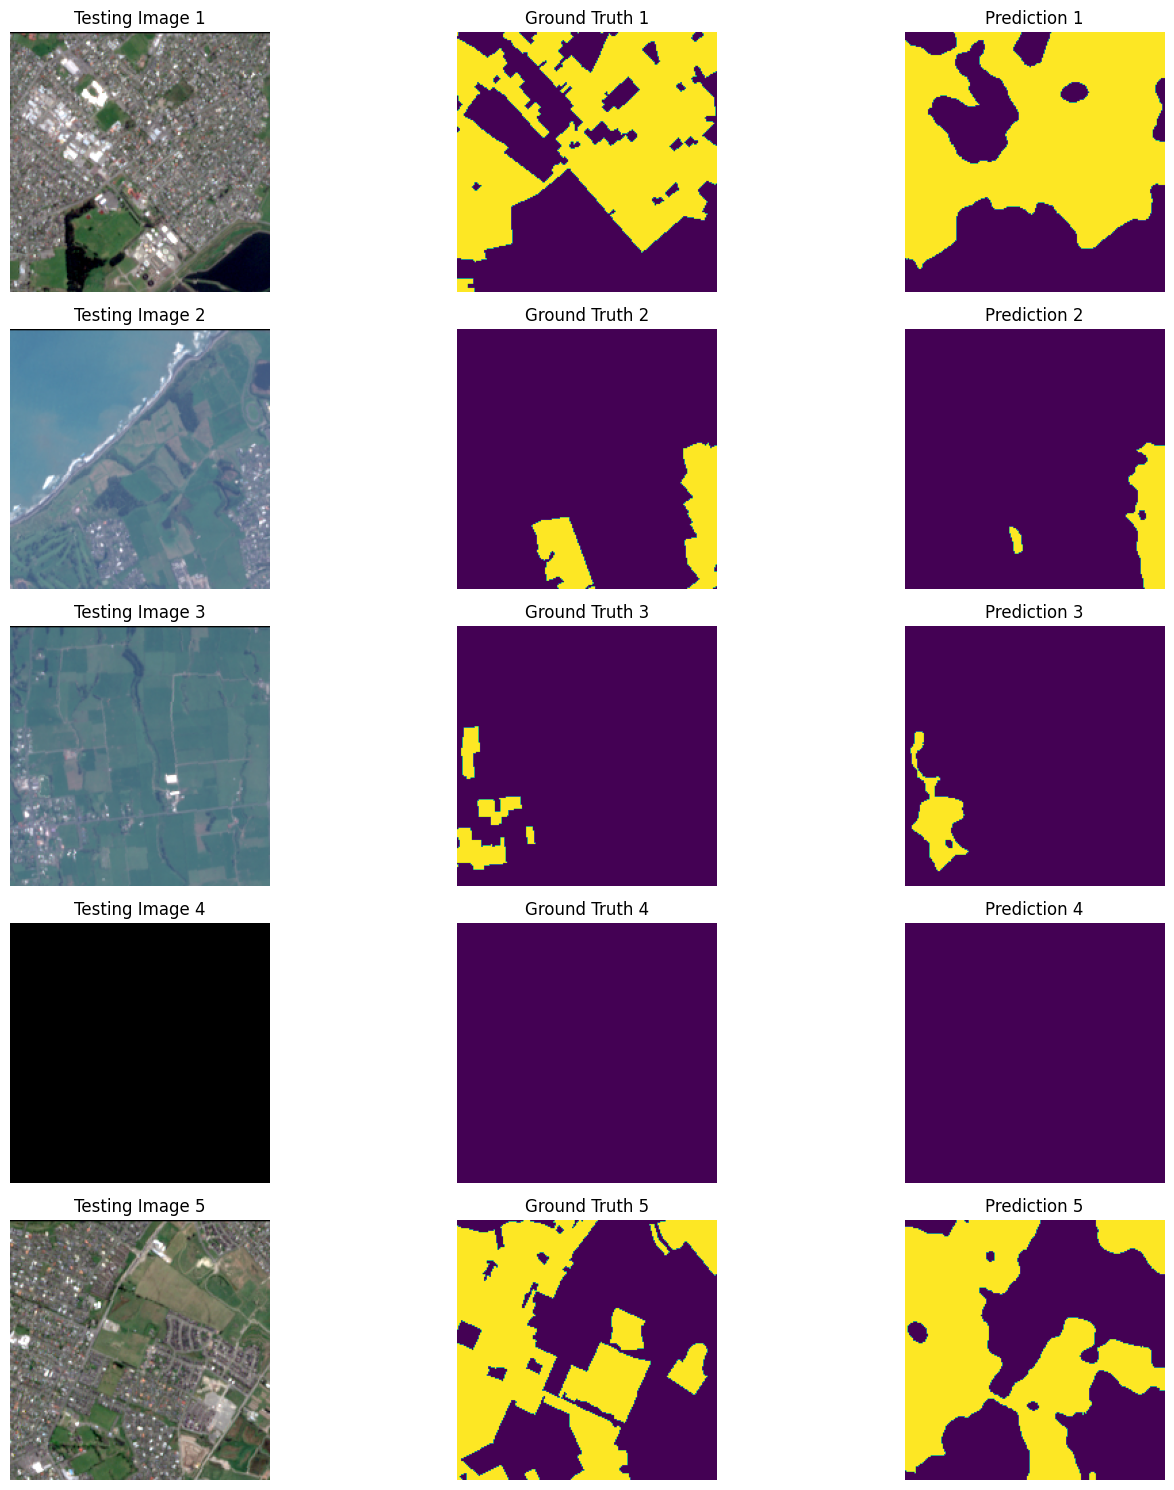 Testing Image 1 Ground Truth 1 Prediction 1
Testing Image 2 Ground Truth 2 Prediction 2
Testing Image 3 Ground Truth 3 Prediction 3
Testing Image 4 Ground Truth 4 Prediction 4
Testing Image 5 Ground Truth 5 Prediction 5